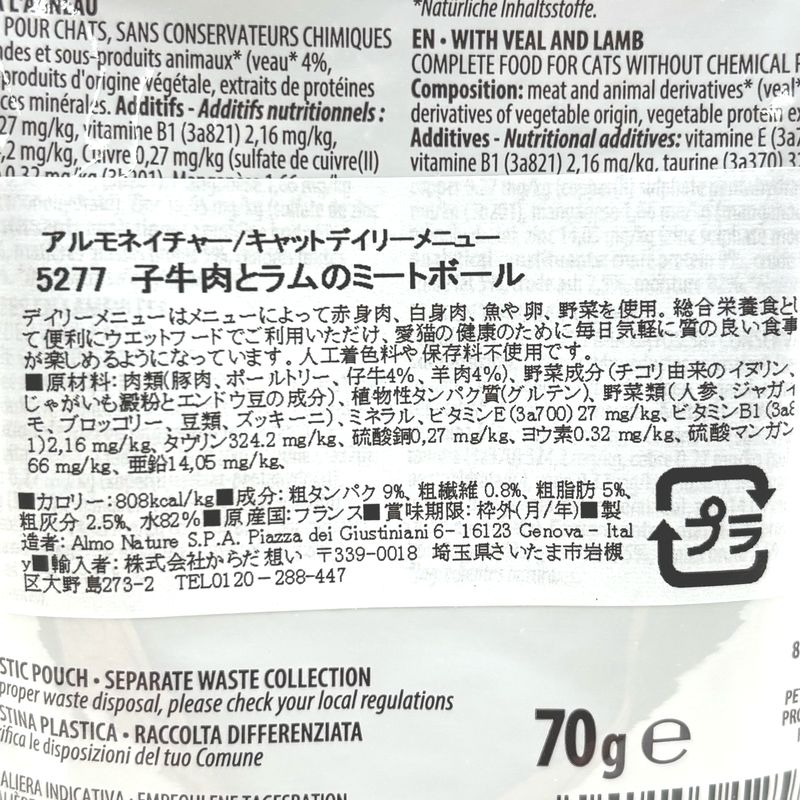 POUR CHATS, SANS CONSERVATEURS CHIMIQUES
et sous-produits animaux* (veau* 4%,
produits d'origine végétale, extraits de protéines
minérales. Additifs - Additifs nutritionnels :
27 mg/kg, vitamine B1 (3a821) 2,16 mg/kg,
,2 mg/kg, Cuivre 0,27 mg/kg (sulfate de cuivre(II)
*Natürliche Inhaltsstoffe.
EN • WITH VEAL AND LAMB
COMPLETE FOOD FOR CATS WITHOUT CHEMICAL
Composition: meat and animal derivatives* (veal*
derivatives of vegetable origin, vegetable protein
Additives - Nutritional additives: vitamine E
vitamine B1 (3a821) 2,16 mg/kg, taurine (3a370)
アルモネイチャー/キャットデイリーメニュー
5277 子牛肉とラムのミートボール
デイリーメニューはメニューによって赤身肉、白身肉、魚や卵、野菜を使用。総合栄養食とし
て便利にウエットフードでご利用いただけ、愛猫の健康のために毎日気軽に質の良い食事
が楽しめるようになっています。人工着色料や保存料不使用です。
■原材料:肉類(豚肉、ポールトリー、仔牛4%、羊肉4%)、野菜成分(チコリ由来のイヌリン、
じゃがいも澱粉とエンドウ豆の成分)、植物性タンパク質(グルテン)、野菜類(人参、ジャガイ
モ、ブロッコリー、豆類、ズッキーニ)、ミネラル、ビタミンE(3a700) 27 mg/kg、ビタミンB1(3a8
1)2,16 mg/kg、タウリン324.2 mg/kg、硫酸銅0,27 mg/kg、ヨウ素0.32 mg/kg、硫酸マンガン
66 mg/kg、亜鉛14,05 mg/kg、
■カロリー:808kcal/kg■成分:粗タンパク 9%、粗繊維 0.8%、粗脂肪 5%、
粗灰分 2.5%、水82%■原産国:フランス■賞味期限:枠外(月/年)■製
造者: Almo Nature S.P.A. Piazza dei Giustiniani 6- 16123 Genova - Ital
y■輸入者:株式会社からだ想い 〒339-0018 埼玉県さいたま市岩槻
区大野島273-2 TEL0120-288-447
プラ
STIC POUCH • SEPARATE WASTE COLLECTION
proper waste disposal, please check your local regulations
STINA PLASTICA • RACCOLTA DIFFERENZIATA
ifica le disposizioni del tuo Comune
70g e
8
PE
PRO